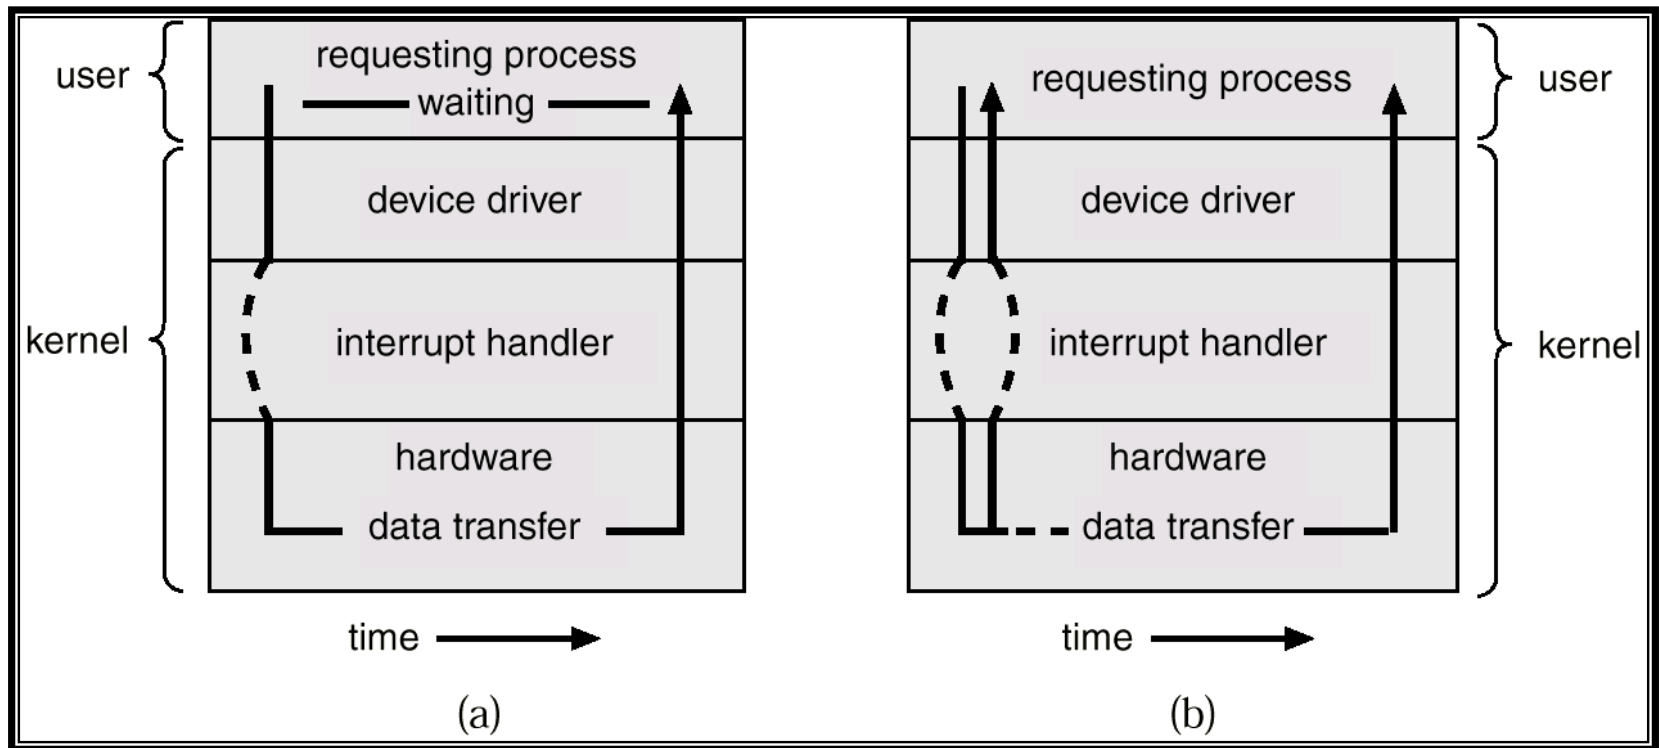 user
requesting process
waiting
device driver
kernel
interrupt handler
hardware
data transfer
time
(a)
requesting process
user
device driver
interrupt handler
kernel
hardware
data transfer
time
(b)